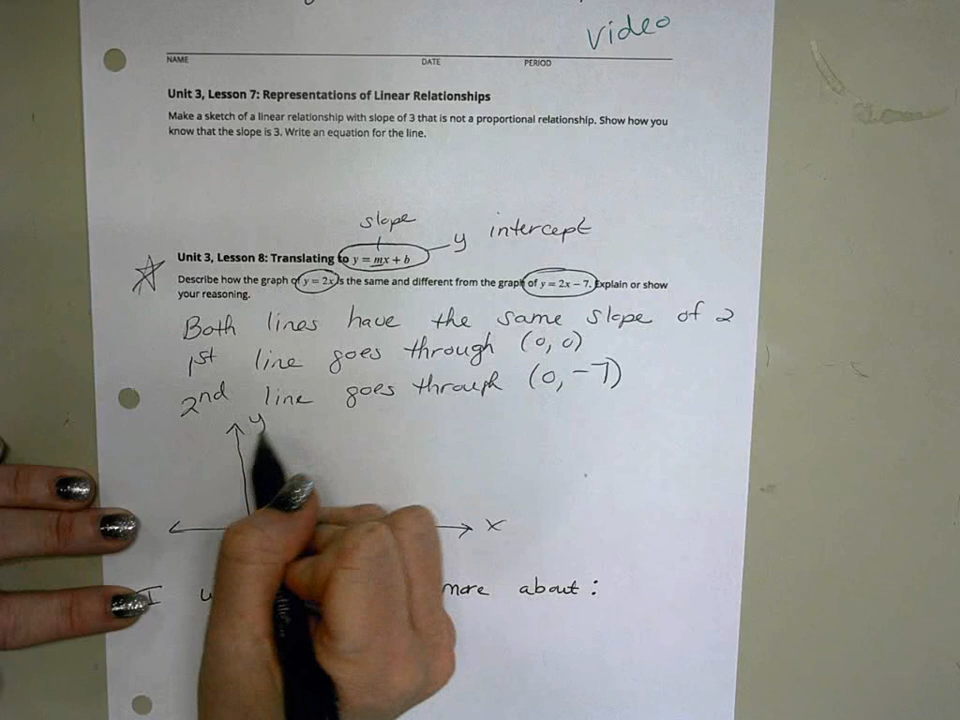 video
NAME DATE PERIOD
Unit 3, Lesson 7: Representations of Linear Relationships
Make a sketch of a linear relationship with slope of 3 that is not a proportional relationship. Show how you
know that the slope is 3. Write an equation for the line.
slope
y intercept
Unit 3, Lesson 8: Translating to y = mx + b
Describe how the graph of y = 2x is the same and different from the graph of y = 2x − 7. Explain or show
your reasoning.
Both lines have the same slope of 2
1st line goes through (0, 0)
2nd line goes through (0, −7)
y
x
I more about: